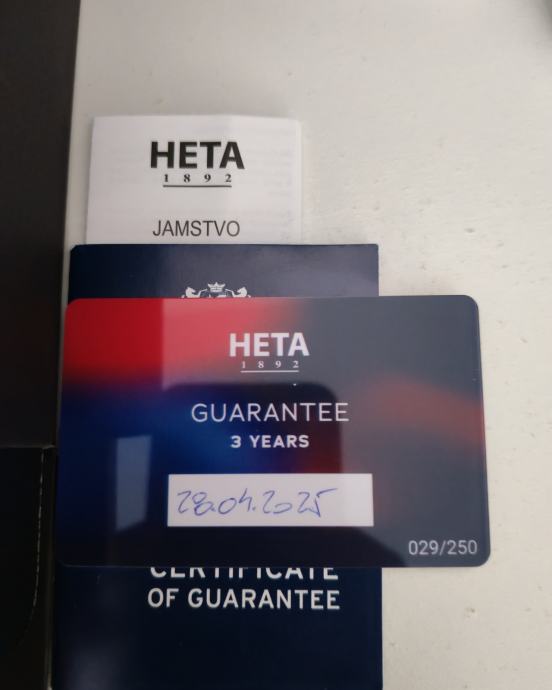 HETA
1892
JAMSTVO
HETA
1892
GUARANTEE
3 YEARS
28.04.2025
029/250
CERTIFICATE
OF GUARANTEE